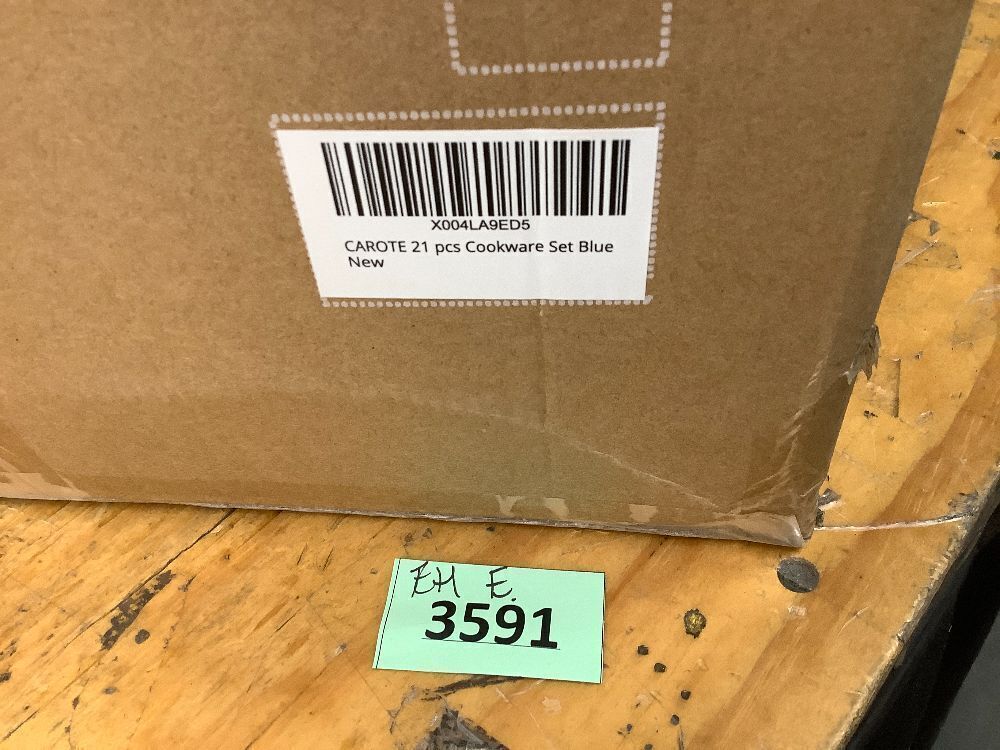 X004LA9ED5
CAROTE 21 pcs Cookware Set Blue
New
EH E.
3591